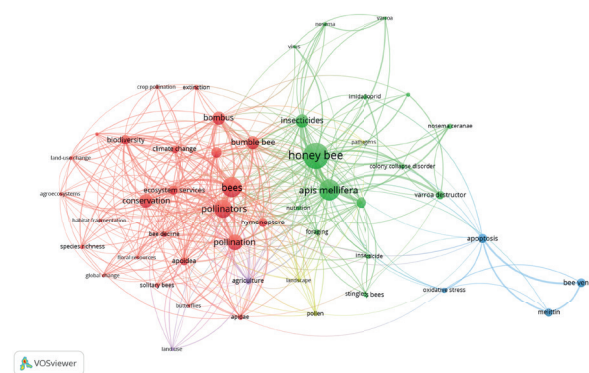 nosema
varroa
virus
crop pollination
extinction
imidacloprid
bombus
insecticides
nosema ceranae
biodiversity
bumble bee
pathogens
climate change
honey bee
land-use change
colony collapse disorder
bees
ecosystem services
apis mellifera
agroecosystems
conservation
varroa destructor
pollinators
nutrition
habitat fragmentation
hymenoptera
bee decline
foraging
pollination
apoptosis
species richness
floral resources
apoidea
insecticide
global change
solitary bees
agriculture
landscape
bee ven
oxidative stress
stingless bees
butterflies
apidae
pollen
melittin
land use
VOSviewer